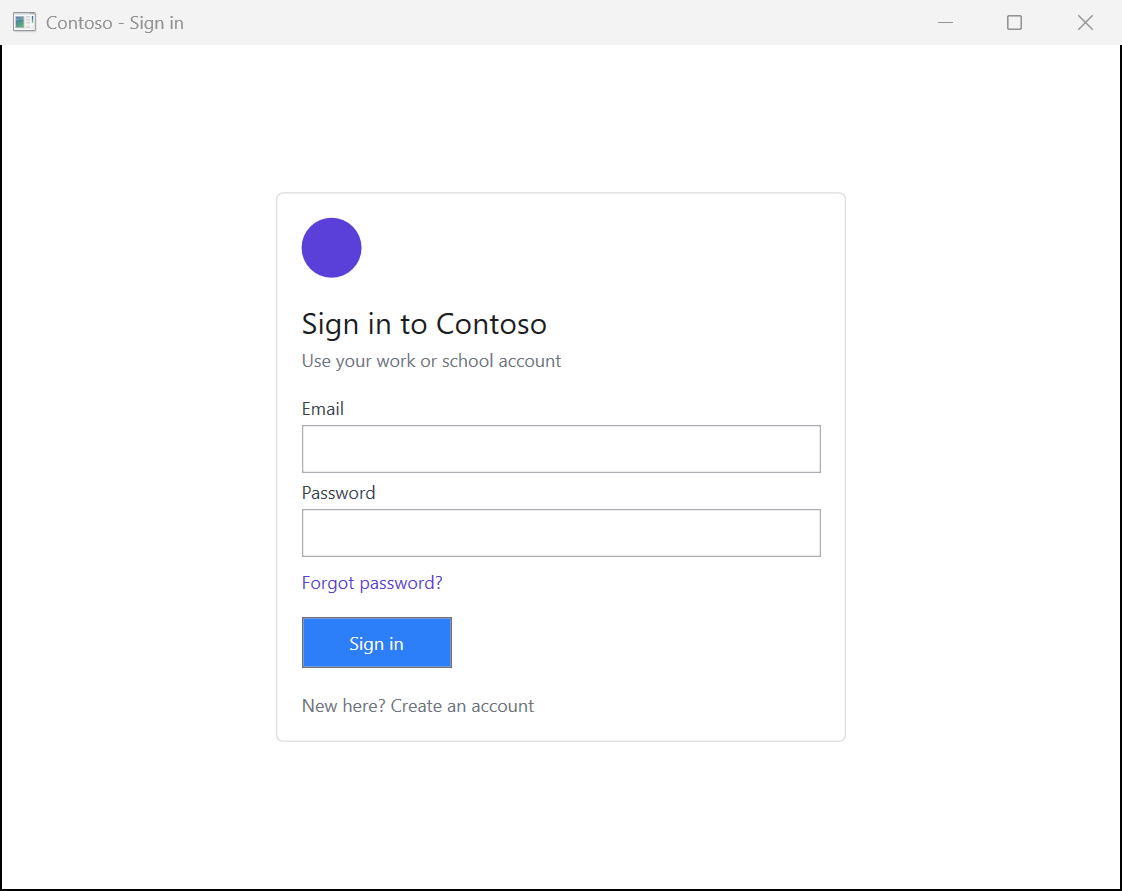 Contoso - Sign in
Sign in to Contoso
Use your work or school account
Email
Password
Forgot password?
Sign in
New here? Create an account